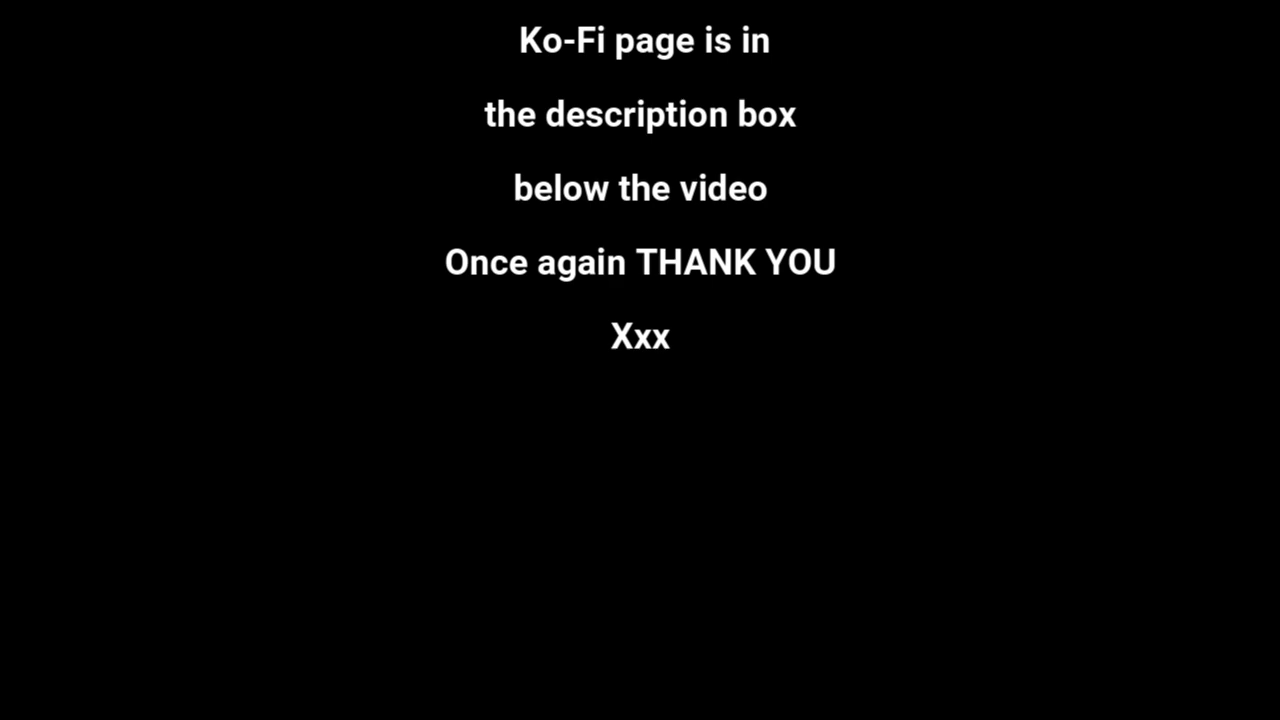 Ko-Fi page is in
the description box
below the video
Once again THANK YOU
Xxx